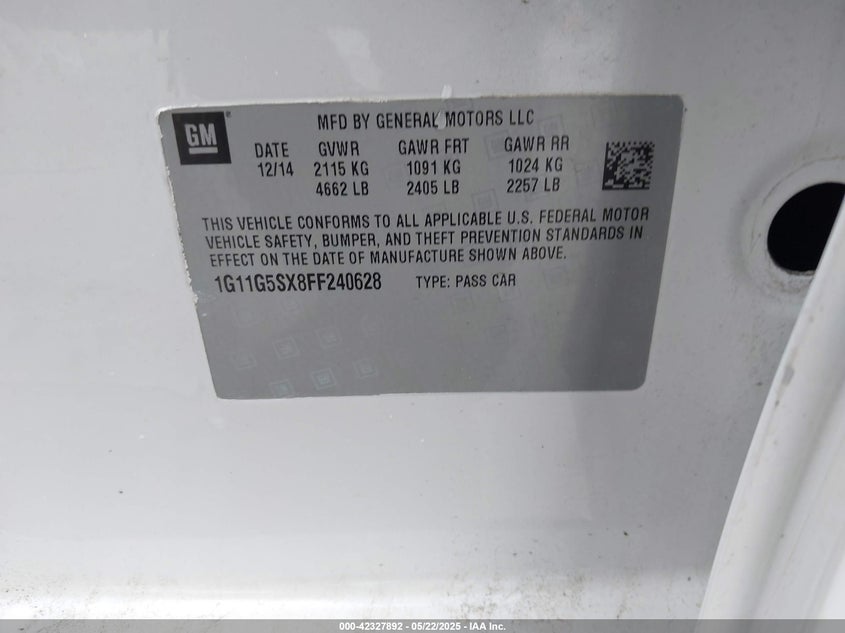 GM ®
MFD BY GENERAL MOTORS LLC
DATE GVWR GAWR FRT GAWR RR
12/14 2115 KG 1091 KG 1024 KG
4662 LB 2405 LB 2257 LB
THIS VEHICLE CONFORMS TO ALL APPLICABLE U.S. FEDERAL MOTOR
VEHICLE SAFETY, BUMPER, AND THEFT PREVENTION STANDARDS IN
EFFECT ON THE DATE OF MANUFACTURE SHOWN ABOVE.
1G11G5SX8FF240628 TYPE: PASS CAR
000-42327892 - 05/22/2025 - IAA Inc.